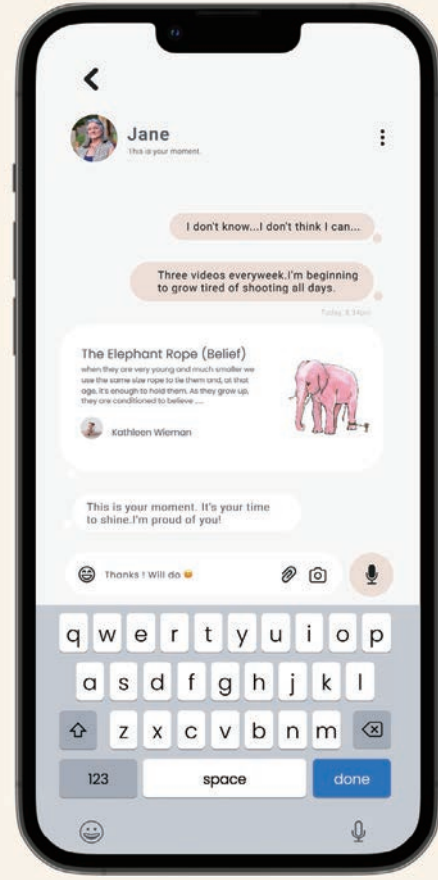 Jane
This is your moment.
I don't know...I don't think I can...
Three videos everyweek.I'm beginning
to grow tired of shooting all days.
Today, 8.34pm
The Elephant Rope (Belief)
when they are very young and much smaller we
use the same size rope to tie them and, at that
age, it's enough to hold them. As they grow up,
they are conditioned to believe ....
Kathleen Wieman
This is your moment. It's your time
to shine.I'm proud of you!
Thanks ! Will do 😀
q w e r t y u i o p
a s d f g h j k l
z x c v b n m
123 space done